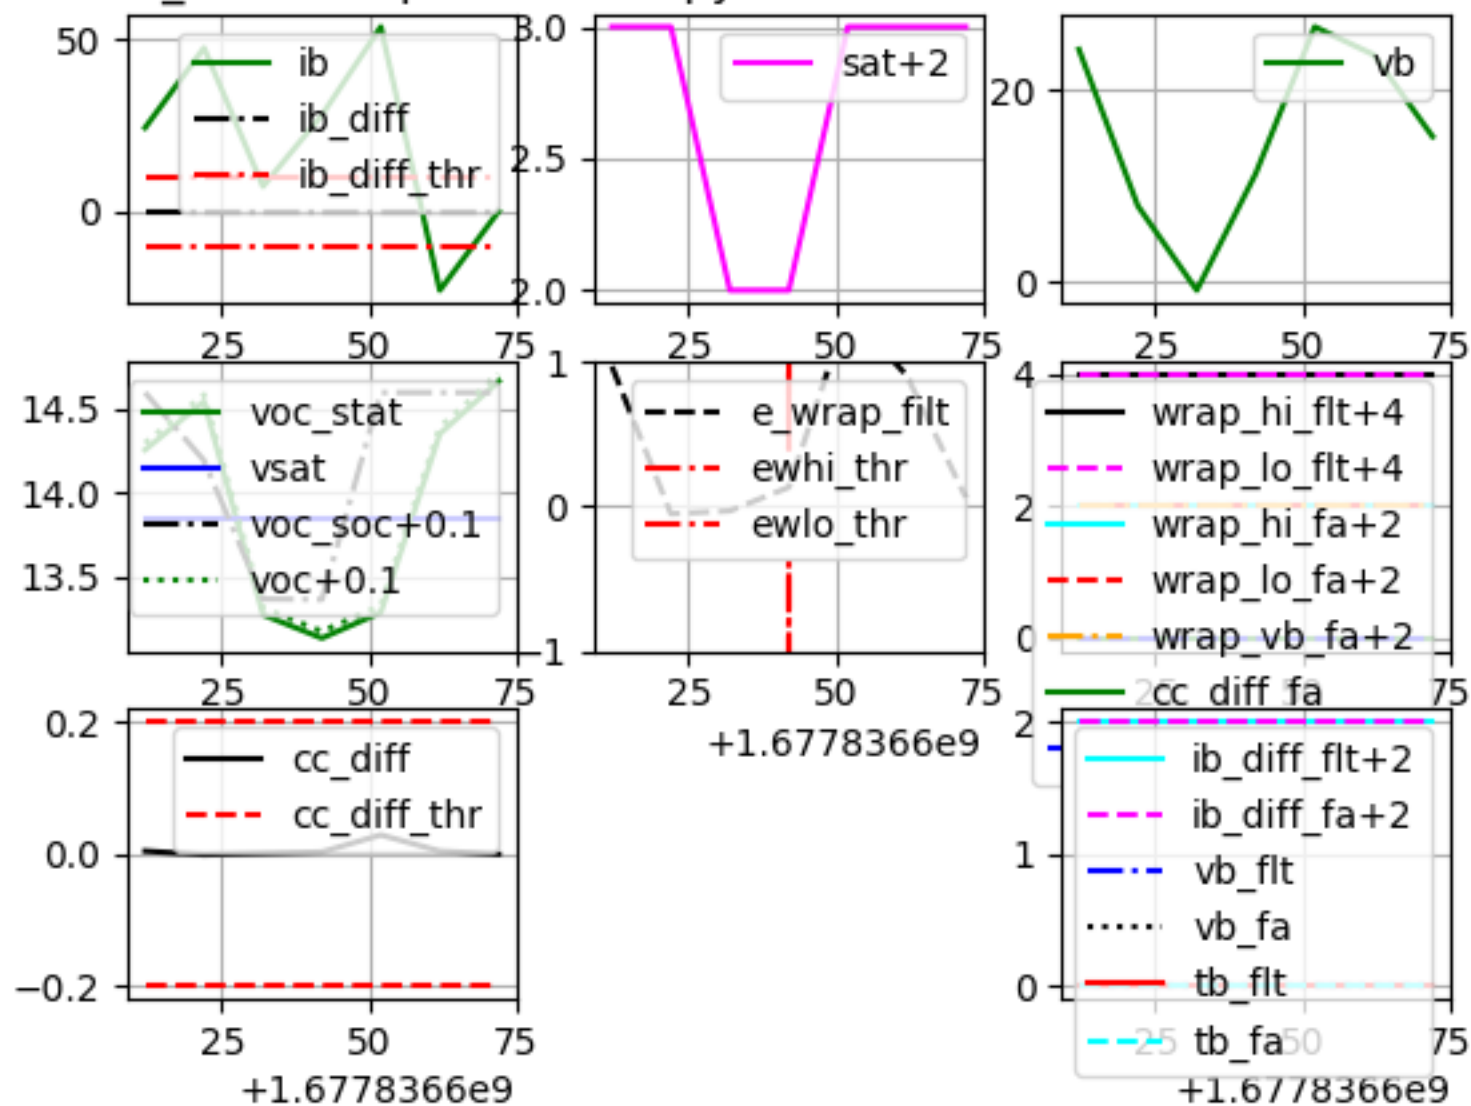 50
0
ib
ib_diff
ib_diff_thr
25 50 75
3.0
2.5
2.0
sat+2
25 50 75
20
0
vb
25 50 75
14.5
14.0
13.5
voc_stat
vsat
voc_soc+0.1
voc+0.1
25 50 75
1
0
−1
e_wrap_filt
ewhi_thr
ewlo_thr
25 50 75
+1.6778366e9
4
2
0
wrap_hi_flt+4
wrap_lo_flt+4
wrap_hi_fa+2
wrap_lo_fa+2
wrap_vb_fa+2
cc_diff_fa
25 50 75
0.2
0.0
−0.2
cc_diff
cc_diff_thr
25 50 75
+1.6778366e9
2
1
0
ib_diff_flt+2
ib_diff_fa+2
vb_flt
vb_fa
tb_flt
tb_fa
25 50 75
+1.6778366e9